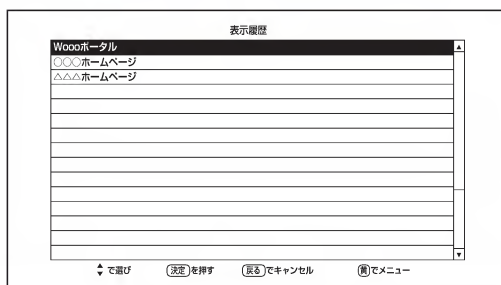 表示履歴
Woooポータル
○○○ホームページ
△△△ホームページ
で選び 決定を押す 戻るでキャンセル 黄でメニュー